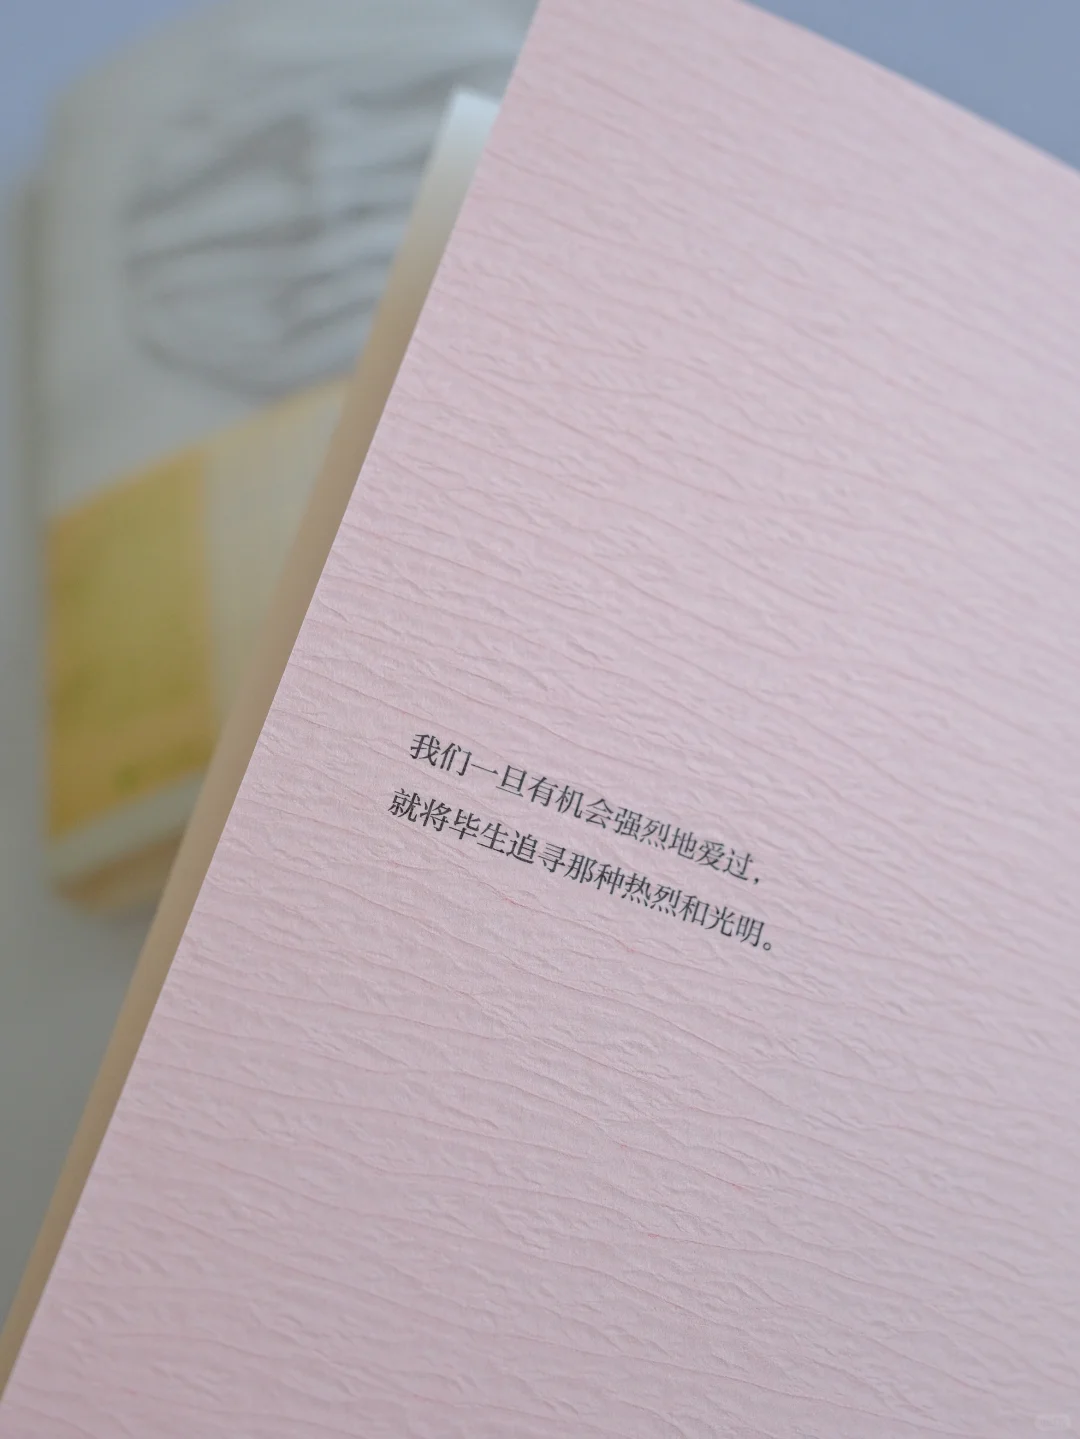 我们一旦有机会强烈地爱过，
就将毕生追寻那种热烈和光明。